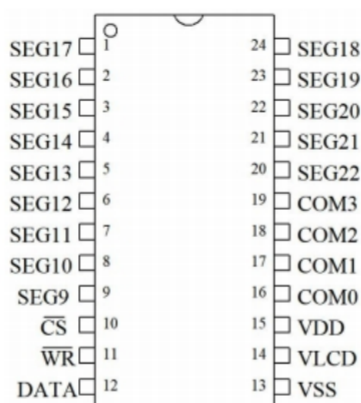 SEG17 1 24 SEG18
SEG16 2 23 SEG19
SEG15 3 22 SEG20
SEG14 4 21 SEG21
SEG13 5 20 SEG22
SEG12 6 19 COM3
SEG11 7 18 COM2
SEG10 8 17 COM1
SEG9 9 16 COM0
C̅S̅ 10 15 VDD
W̅R̅ 11 14 VLCD
DATA 12 13 VSS